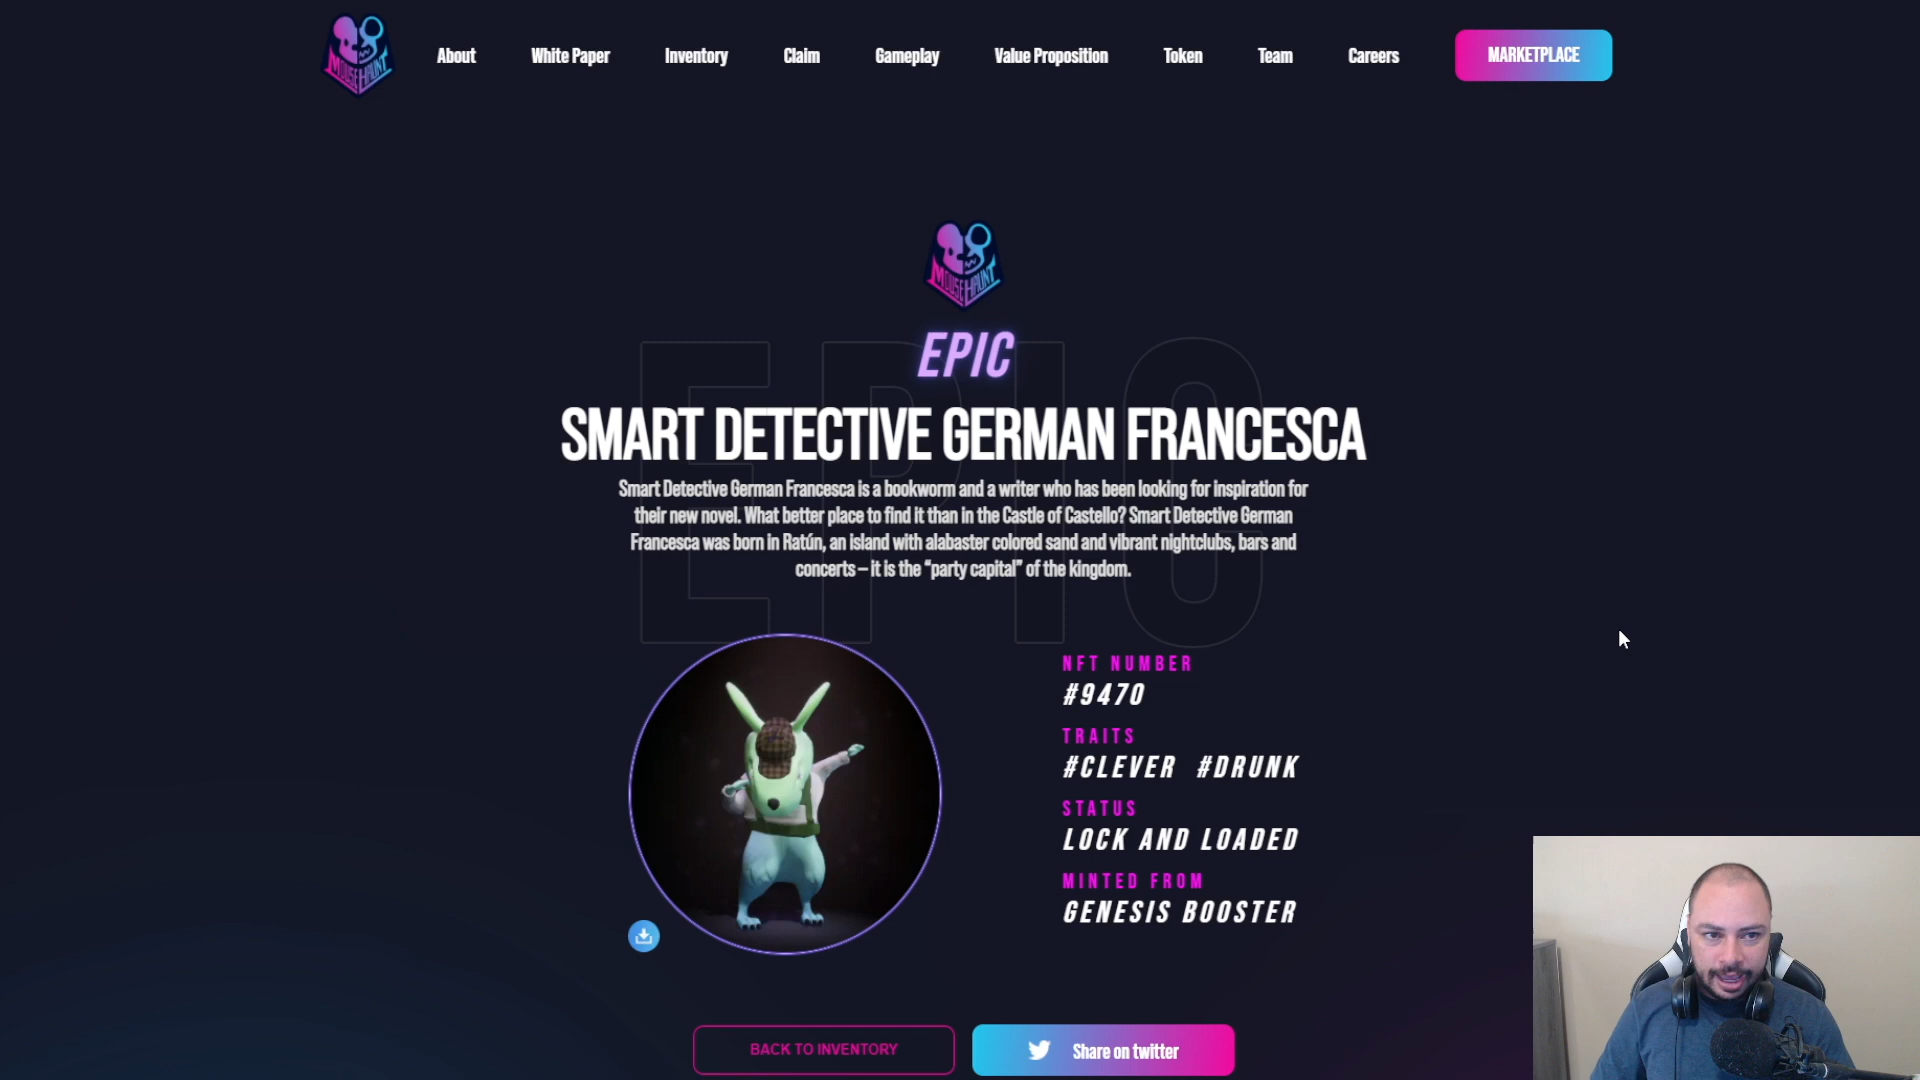 MOUSE HAUNT
About
White Paper
Inventory
Claim
Gameplay
Value Proposition
Token
Team
Careers
MARKETPLACE
MOUSE HAUNT
EPIC
EPIC
SMART DETECTIVE GERMAN FRANCESCA
Smart Detective German Francesca is a bookworm and a writer who has been looking for inspiration for
their new novel. What better place to find it than in the Castle of Castello? Smart Detective German
Francesca was born in Ratún, an island with alabaster colored sand and vibrant nightclubs, bars and
concerts – it is the “party capital” of the kingdom.
NFT NUMBER
#9470
TRAITS
#CLEVER #DRUNK
STATUS
LOCK AND LOADED
MINTED FROM
GENESIS BOOSTER
BACK TO INVENTORY
Share on twitter